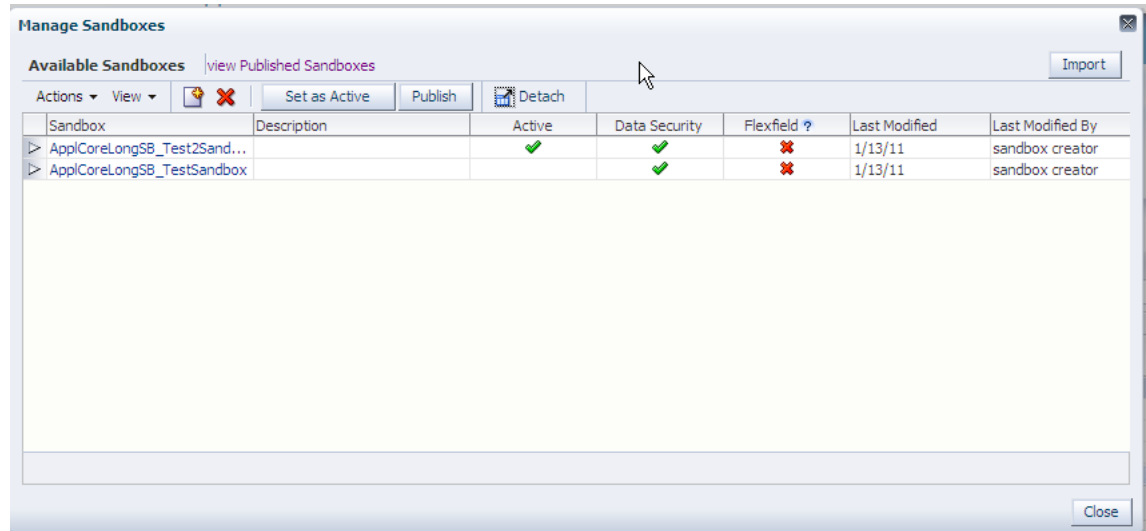 Manage Sandboxes
Available Sandboxes view Published Sandboxes Import
Actions View Set as Active Publish Detach
Sandbox Description Active Data Security Flexfield ? Last Modified Last Modified By
ApplCoreLongSB_Test2Sand... 1/13/11 sandbox creator
ApplCoreLongSB_TestSandbox 1/13/11 sandbox creator
Close